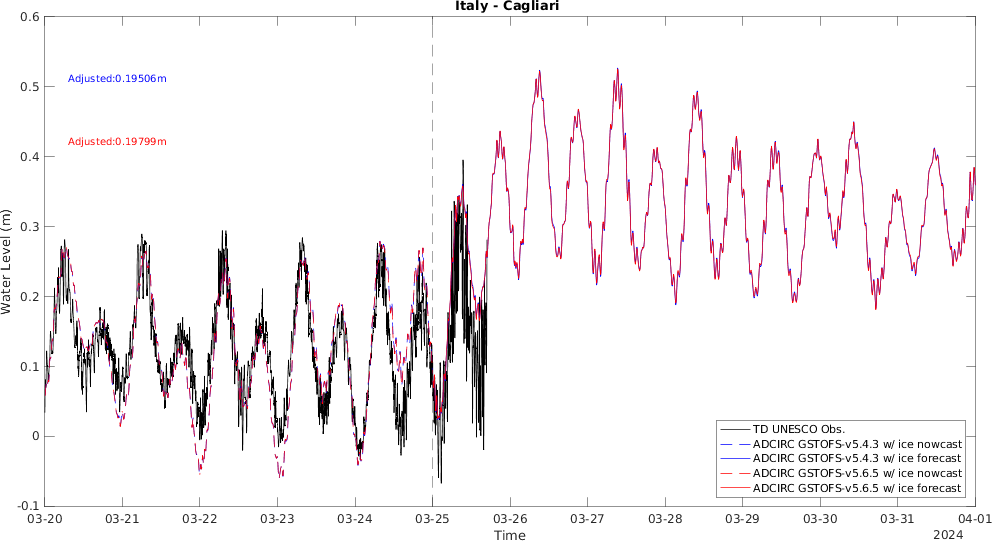 Italy - Cagliari
0.6
0.5
0.4
0.3
0.2
0.1
0
-0.1
Water Level (m)
Adjusted:0.19506m
Adjusted:0.19799m
TD UNESCO Obs.
ADCIRC GSTOFS-v5.4.3 w/ ice nowcast
ADCIRC GSTOFS-v5.4.3 w/ ice forecast
ADCIRC GSTOFS-v5.6.5 w/ ice nowcast
ADCIRC GSTOFS-v5.6.5 w/ ice forecast
03-20 03-21 03-22 03-23 03-24 03-25 03-26 03-27 03-28 03-29 03-30 03-31 04-01
Time
2024